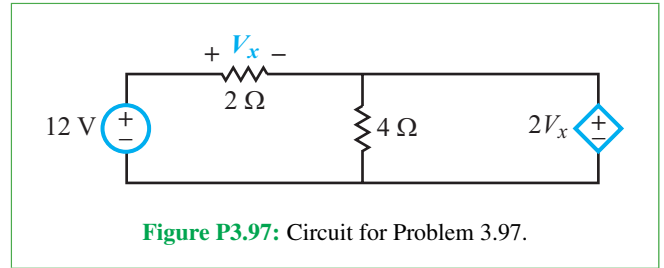 + Vx −
2 Ω
12 V
+
−
4 Ω
2Vx
+
−
Figure P3.97: Circuit for Problem 3.97.